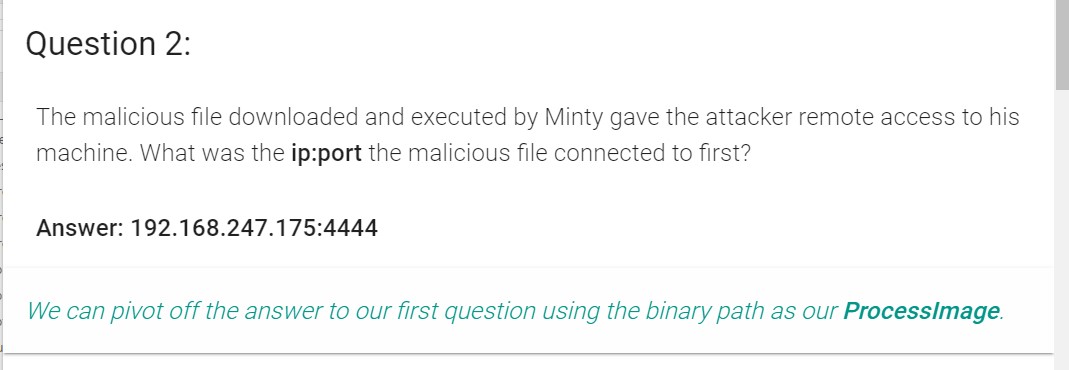 Question 2:
The malicious file downloaded and executed by Minty gave the attacker remote access to his
machine. What was the ip:port the malicious file connected to first?
Answer: 192.168.247.175:4444
We can pivot off the answer to our first question using the binary path as our ProcessImage.